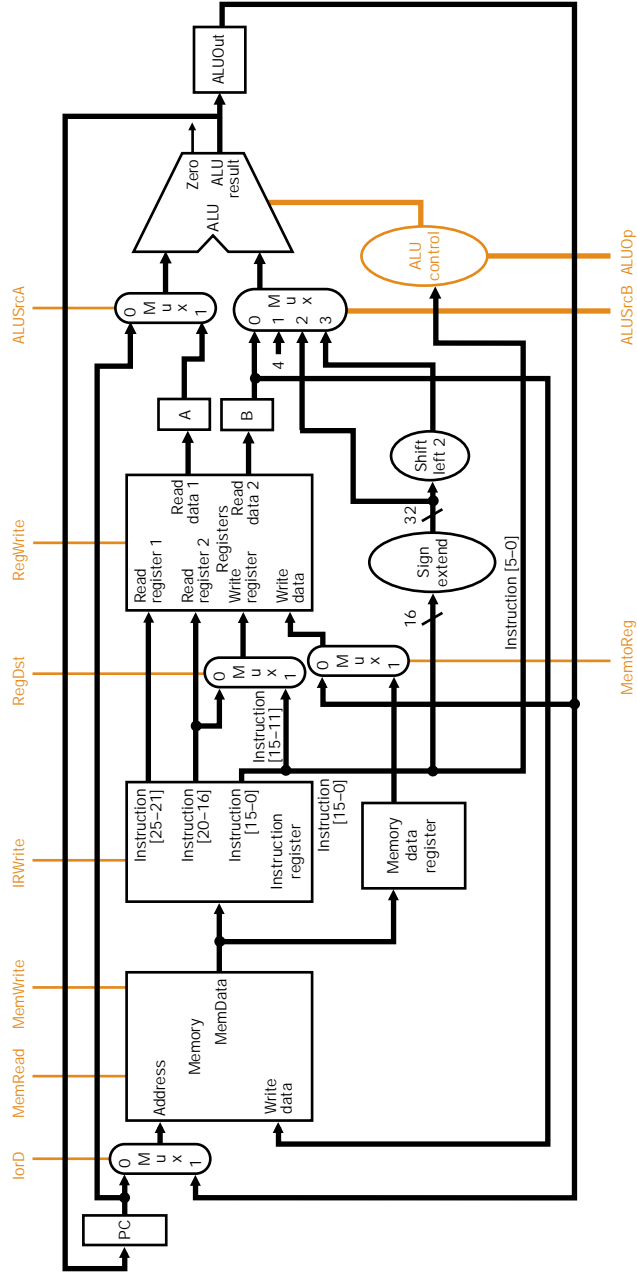 IorD
MemRead
MemWrite
IRWrite
RegDst
RegWrite
ALUSrcA
PC
0
M
u
x
1
Address
Memory
MemData
Write
data
Instruction
[25–21]
Instruction
[20–16]
Instruction
[15–0]
Instruction
register
Instruction
[15–0]
Memory
data
register
Instruction
[15–11]
0
M
u
x
1
0
M
u
x
1
Read
register 1
Read
register 2
Registers
Write
register
Write
data
Read
data 1
Read
data 2
16
Sign
extend
32
Shift
left 2
Instruction [5–0]
A
B
4
0
M
u
x
1
0
1
M
u
2
x
3
ALU
Zero
ALU
result
ALU
control
ALUOut
MemtoReg
ALUSrcB
ALUOp